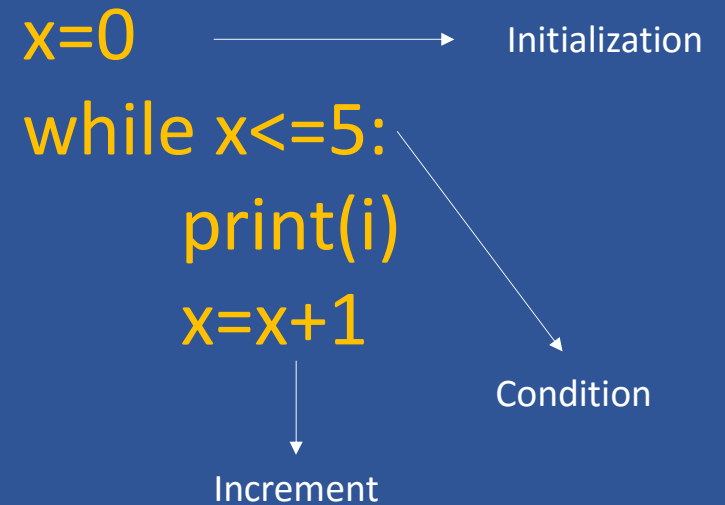 x=0
Initialization
while x<=5:
print(i)
x=x+1
Condition
Increment